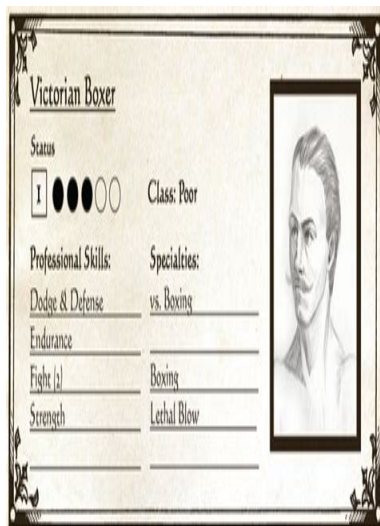 Victorian Boxer
Status
1 Class: Poor
Professional Skills: Specialties:
Dodge & Defense vs. Boxing
Endurance
Fight [2] Boxing
Strength Lethal Blow